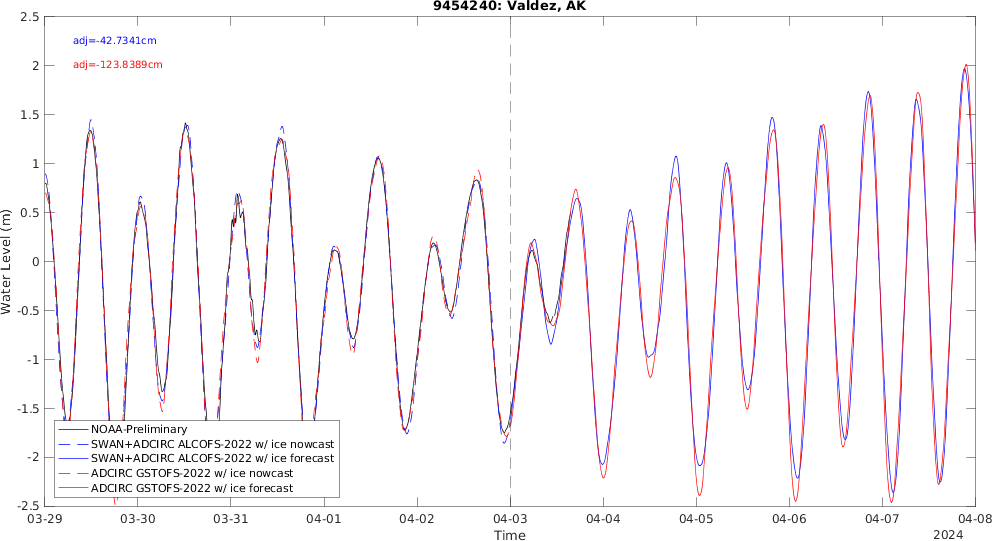 9454240: Valdez, AK
adj=-42.7341cm
adj=-123.8389cm
Water Level (m)
2.5
2
1.5
1
0.5
0
-0.5
-1
-1.5
-2
-2.5
NOAA-Preliminary
SWAN+ADCIRC ALCOFS-2022 w/ ice nowcast
SWAN+ADCIRC ALCOFS-2022 w/ ice forecast
ADCIRC GSTOFS-2022 w/ ice nowcast
ADCIRC GSTOFS-2022 w/ ice forecast
03-29 03-30 03-31 04-01 04-02 04-03 04-04 04-05 04-06 04-07 04-08
Time
2024